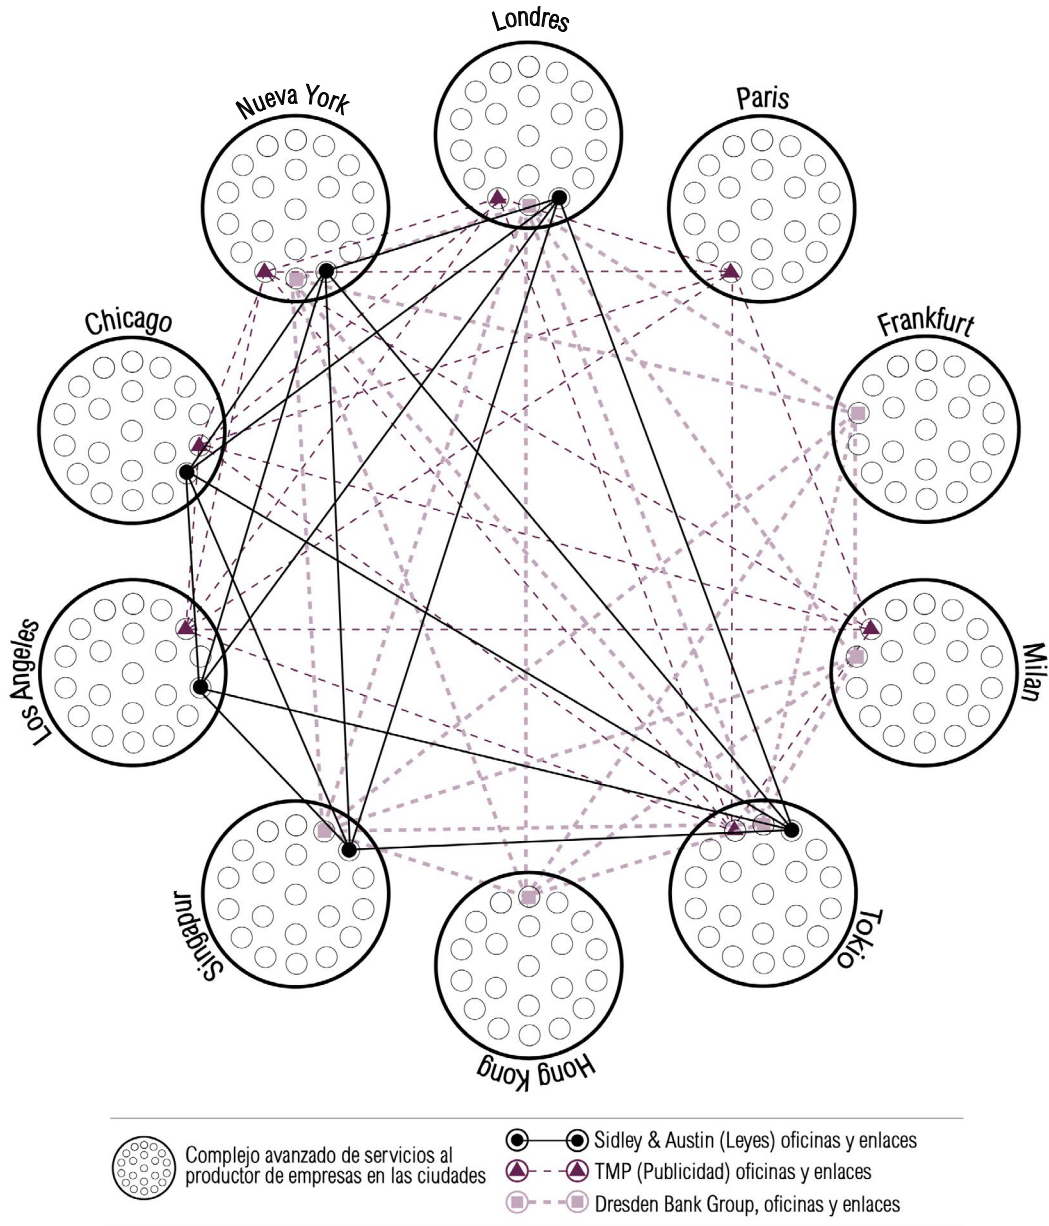 Londres
Nueva York
Paris
Chicago
Frankfurt
Los Angeles
Milan
Singapur
Tokio
Hong Kong
Complejo avanzado de servicios al
productor de empresas en las ciudades
Sidley & Austin (Leyes) oficinas y enlaces
TMP (Publicidad) oficinas y enlaces
Dresden Bank Group, oficinas y enlaces